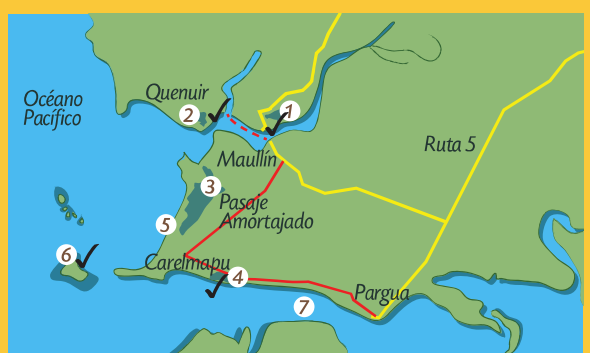 Quenuir
Océano
Pacífico
2
1
Ruta 5
Maullín
3
Pasaje
Amortajado
5
6
Carelmapu
4
Pargua
7